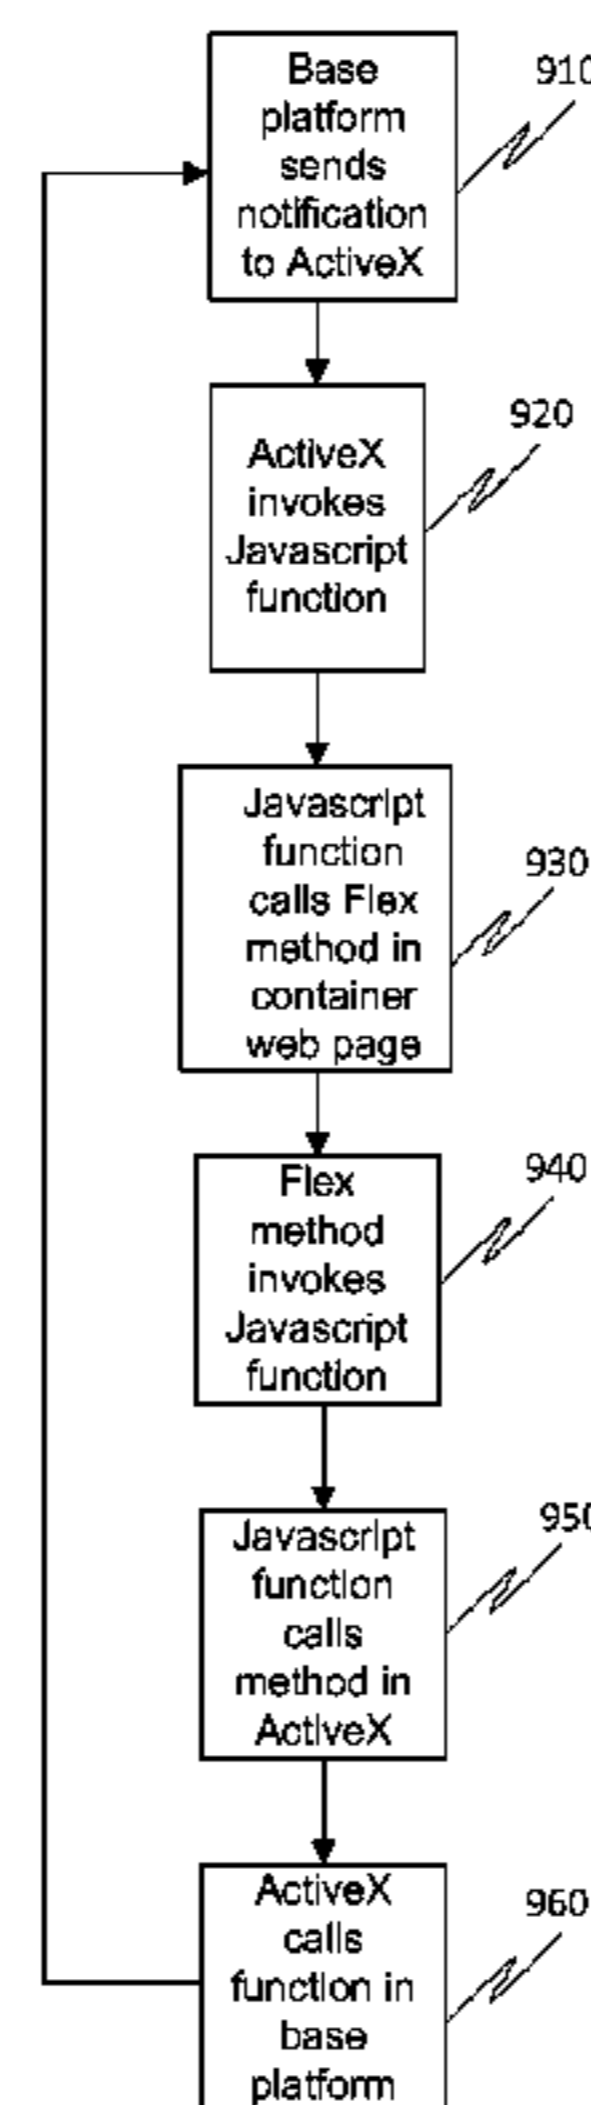 Base
platform
sends
notification
to ActiveX
910
ActiveX
invokes
Javascript
function
920
Javascript
function
calls Flex
method in
container
web page
930
Flex
method
invokes
Javascript
function
940
Javascript
function
calls
method in
ActiveX
950
ActiveX
calls
function in
base
platform
960